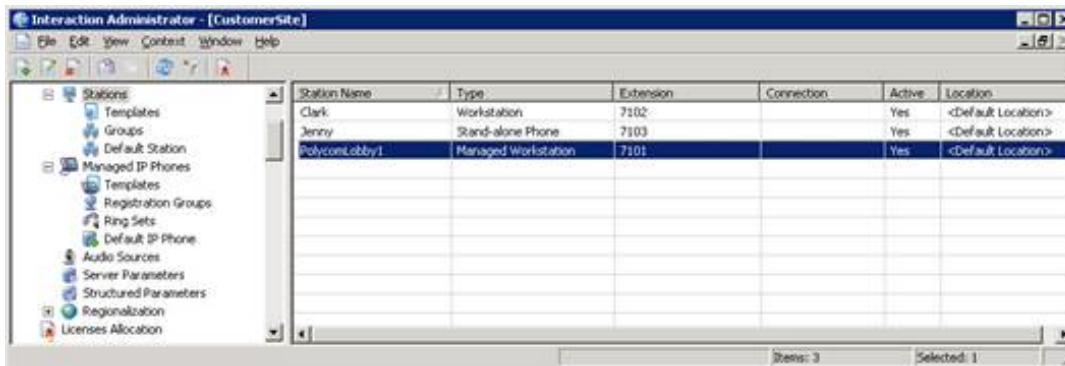 Interaction Administrator - [CustomerSite]
File Edit View Context Window Help
Stations
Templates
Groups
Default Station
Managed IP Phones
Templates
Registration Groups
Ring Sets
Default IP Phone
Audio Sources
Server Parameters
Structured Parameters
Regionalization
Licenses Allocation
Station Name Type Extension Connection Active Location
Clark Workstation 7102 Yes <Default Location>
Jenny Stand-alone Phone 7103 Yes <Default Location>
PolycomLobby1 Managed Workstation 7101 Yes <Default Location>
Items: 3 Selected: 1